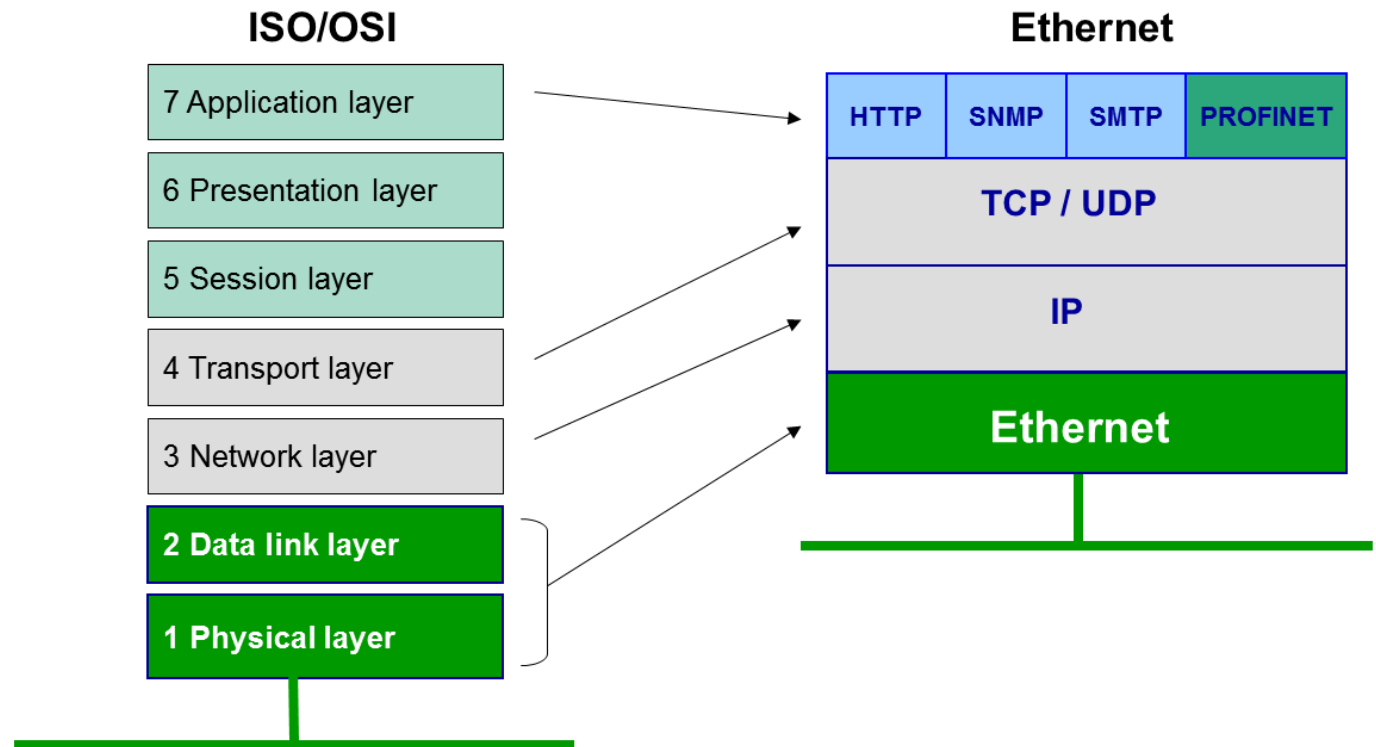 ISO/OSI
7 Application layer
6 Presentation layer
5 Session layer
4 Transport layer
3 Network layer
2 Data link layer
1 Physical layer
Ethernet
HTTP SNMP SMTP PROFINET
TCP / UDP
IP
Ethernet